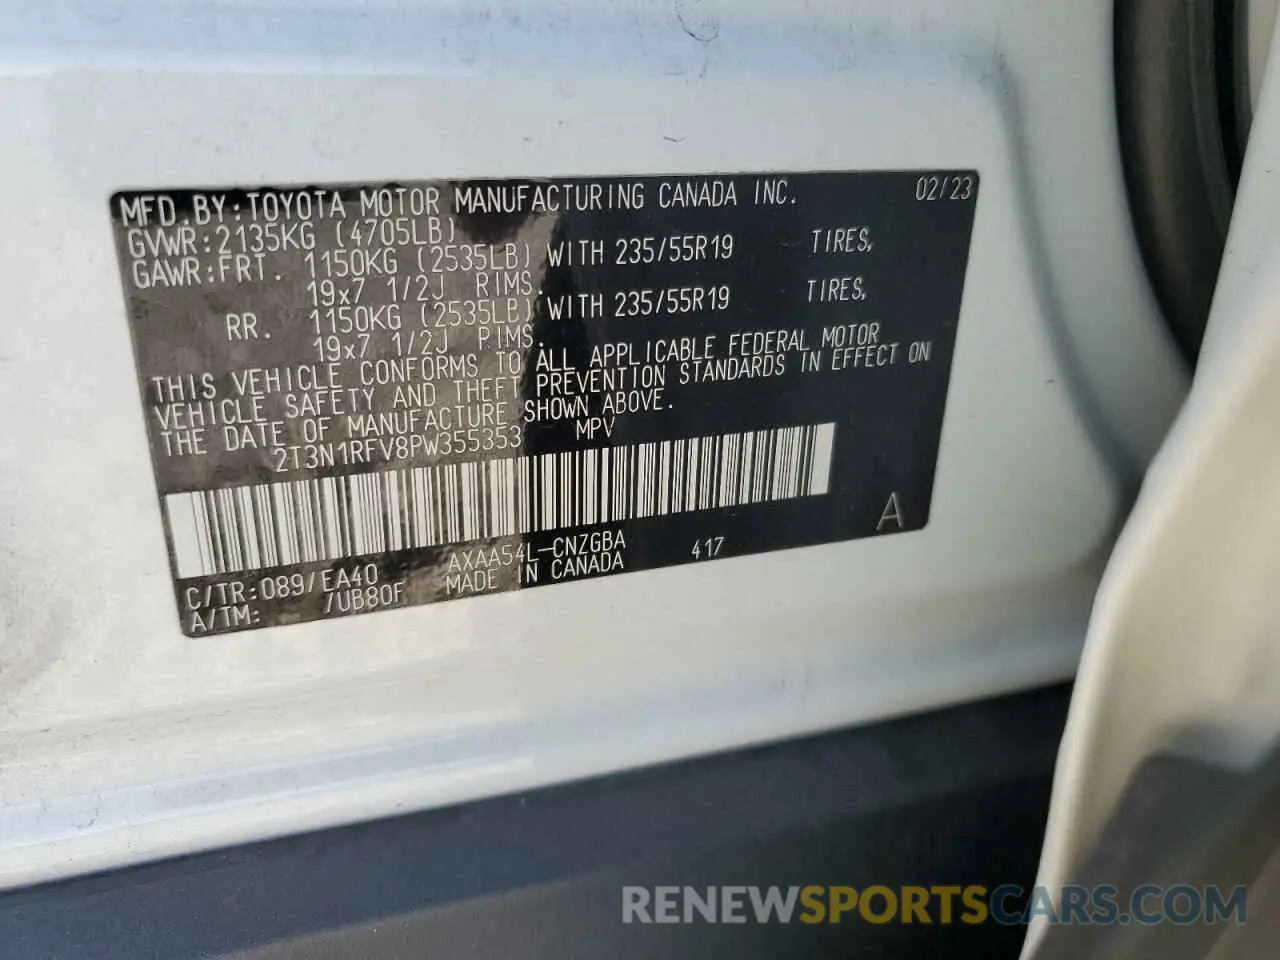 MFD.BY:TOYOTA MOTOR MANUFACTURING CANADA INC. 02/23
GVWR:2135KG (4705LB)
GAWR:FRT. 1150KG (2535LB) WITH 235/55R19 TIRES,
19x7 1/2J RIMS.
RR. 1150KG (2535LB) WITH 235/55R19 TIRES,
19x7 1/2J RIMS.
THIS VEHICLE CONFORMS TO ALL APPLICABLE FEDERAL MOTOR
VEHICLE SAFETY AND THEFT PREVENTION STANDARDS IN EFFECT ON
THE DATE OF MANUFACTURE SHOWN ABOVE.
2T3N1RFV8PW355353 MPV
A
C/TR:089/EA40 AXAA54L-CNZGBA 417
A/TM: /UB80F MADE IN CANADA
RENEWSPORTSCARS.COM